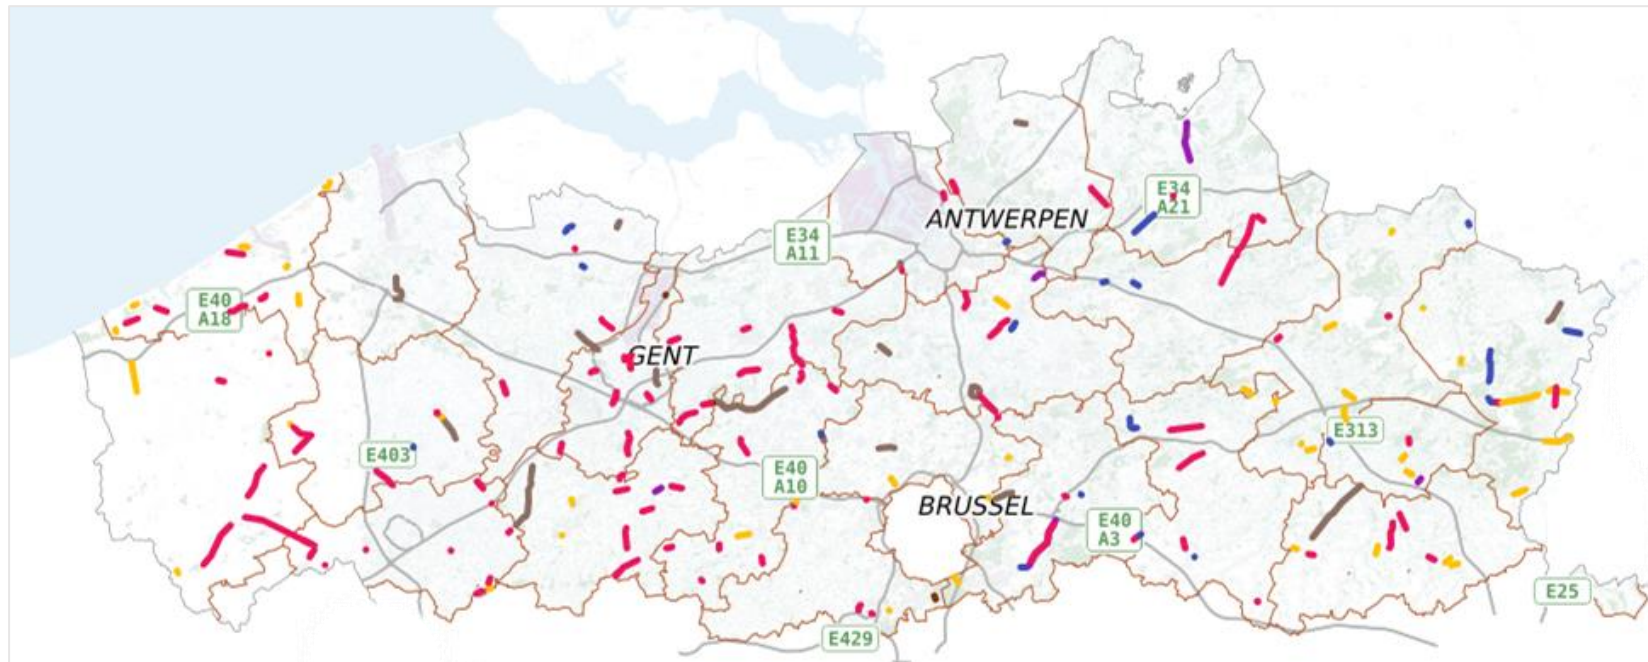 E34
A21
ANTWERPEN
E34
A11
E40
A18
GENT
E313
E403
E40
A10
BRUSSEL
E40
A3
E25
E429